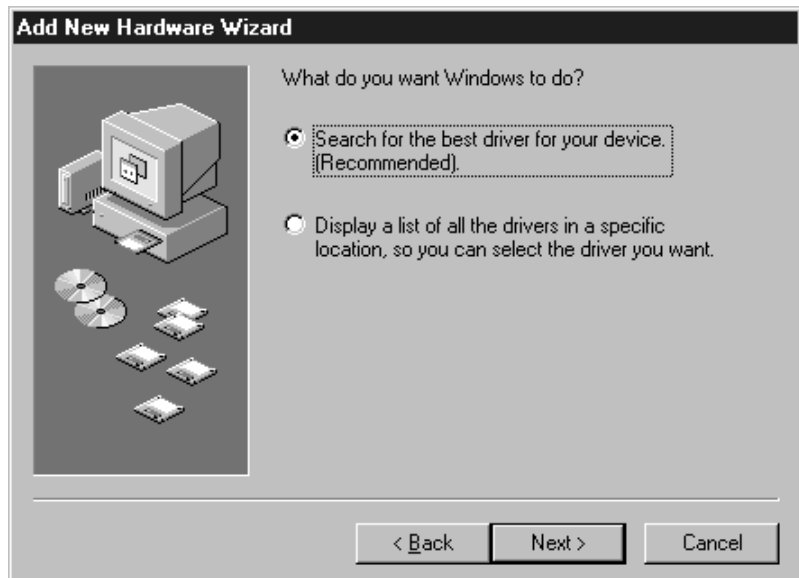 Add New Hardware Wizard
What do you want Windows to do?
Search for the best driver for your device.
(Recommended).
Display a list of all the drivers in a specific
location, so you can select the driver you want.
< Back
Next >
Cancel